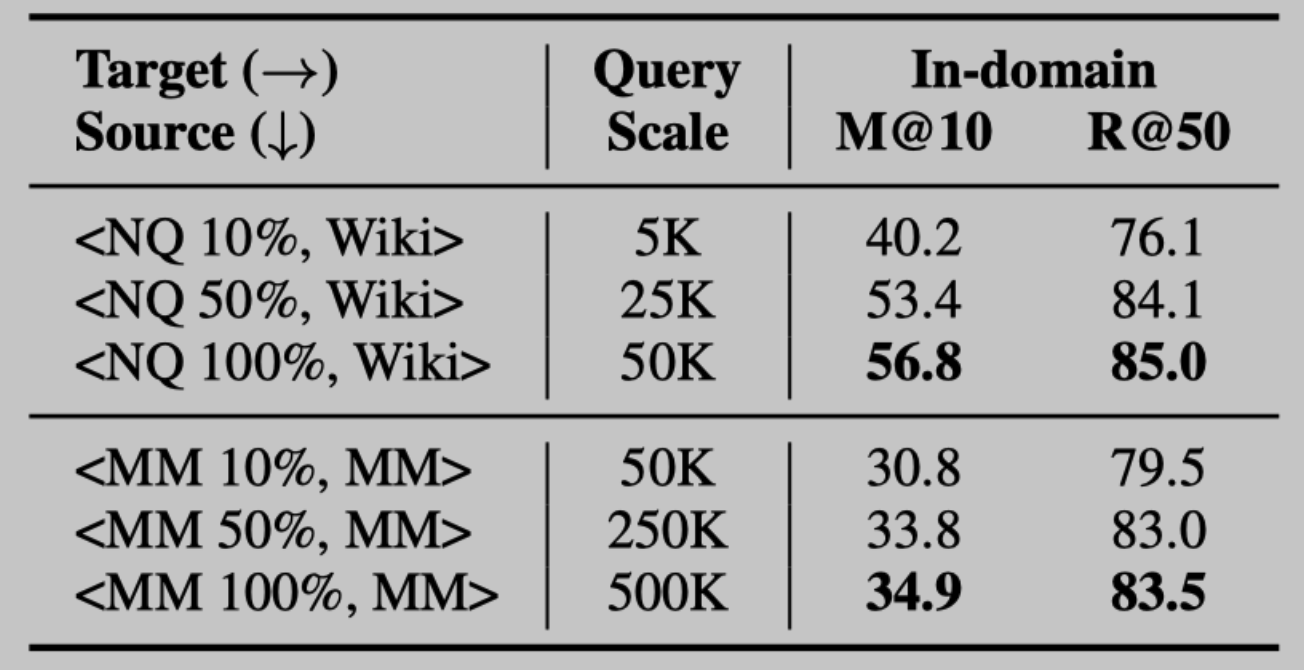 Target (→) Query In-domain
Source (↓) Scale M@10 R@50
<NQ 10%, Wiki> 5K 40.2 76.1
<NQ 50%, Wiki> 25K 53.4 84.1
<NQ 100%, Wiki> 50K 56.8 85.0
<MM 10%, MM> 50K 30.8 79.5
<MM 50%, MM> 250K 33.8 83.0
<MM 100%, MM> 500K 34.9 83.5